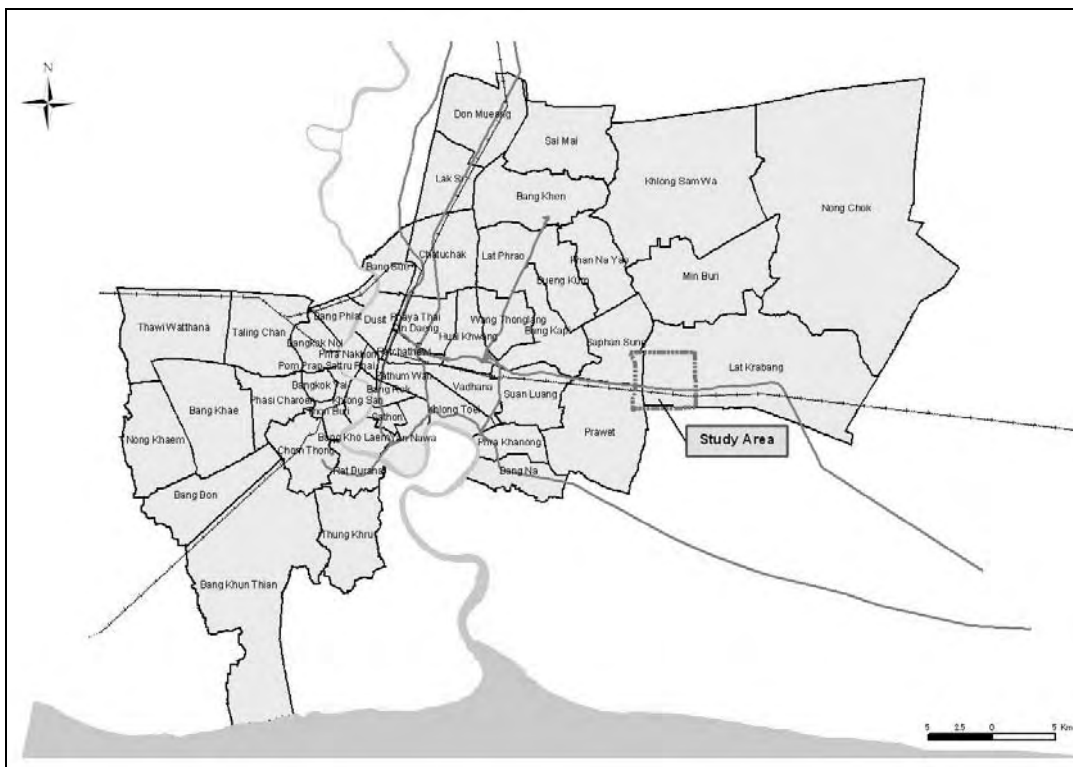 N
Don Mueang
Sai Mai
Lak Si
Khlong Sam Wa
Bang Khen
Nong Chok
Chatuchak
Lat Phrao
Khan Na Yao
Bang Sue
Bueng Kum
Min Buri
Bang Phlat
Dusit
Phaya Thai
Din Daeng
Wang Thonglang
Thawi Watthana
Taling Chan
Huai Khwang
Bang Kapi
Bangkok Noi
Saphan Sung
Phra Nakhon
Ratchathewi
Pom Prap Sattru Phai
Lat Krabang
Pathum Wan
Phasi Charoen
Bangkok Yai
Bang Rak
Vadhana
Suan Luang
Bang Khae
Khlong San
Thon Buri
Sathon
Khlong Toei
Prawet
Nong Khaem
Bang Kho Laem
Yan Nawa
Phra Khanong
Study Area
Chom Thong
Rat Burana
Bang Na
Bang Bon
Thung Khru
Bang Khun Thian
5 2.5 0 5 Km